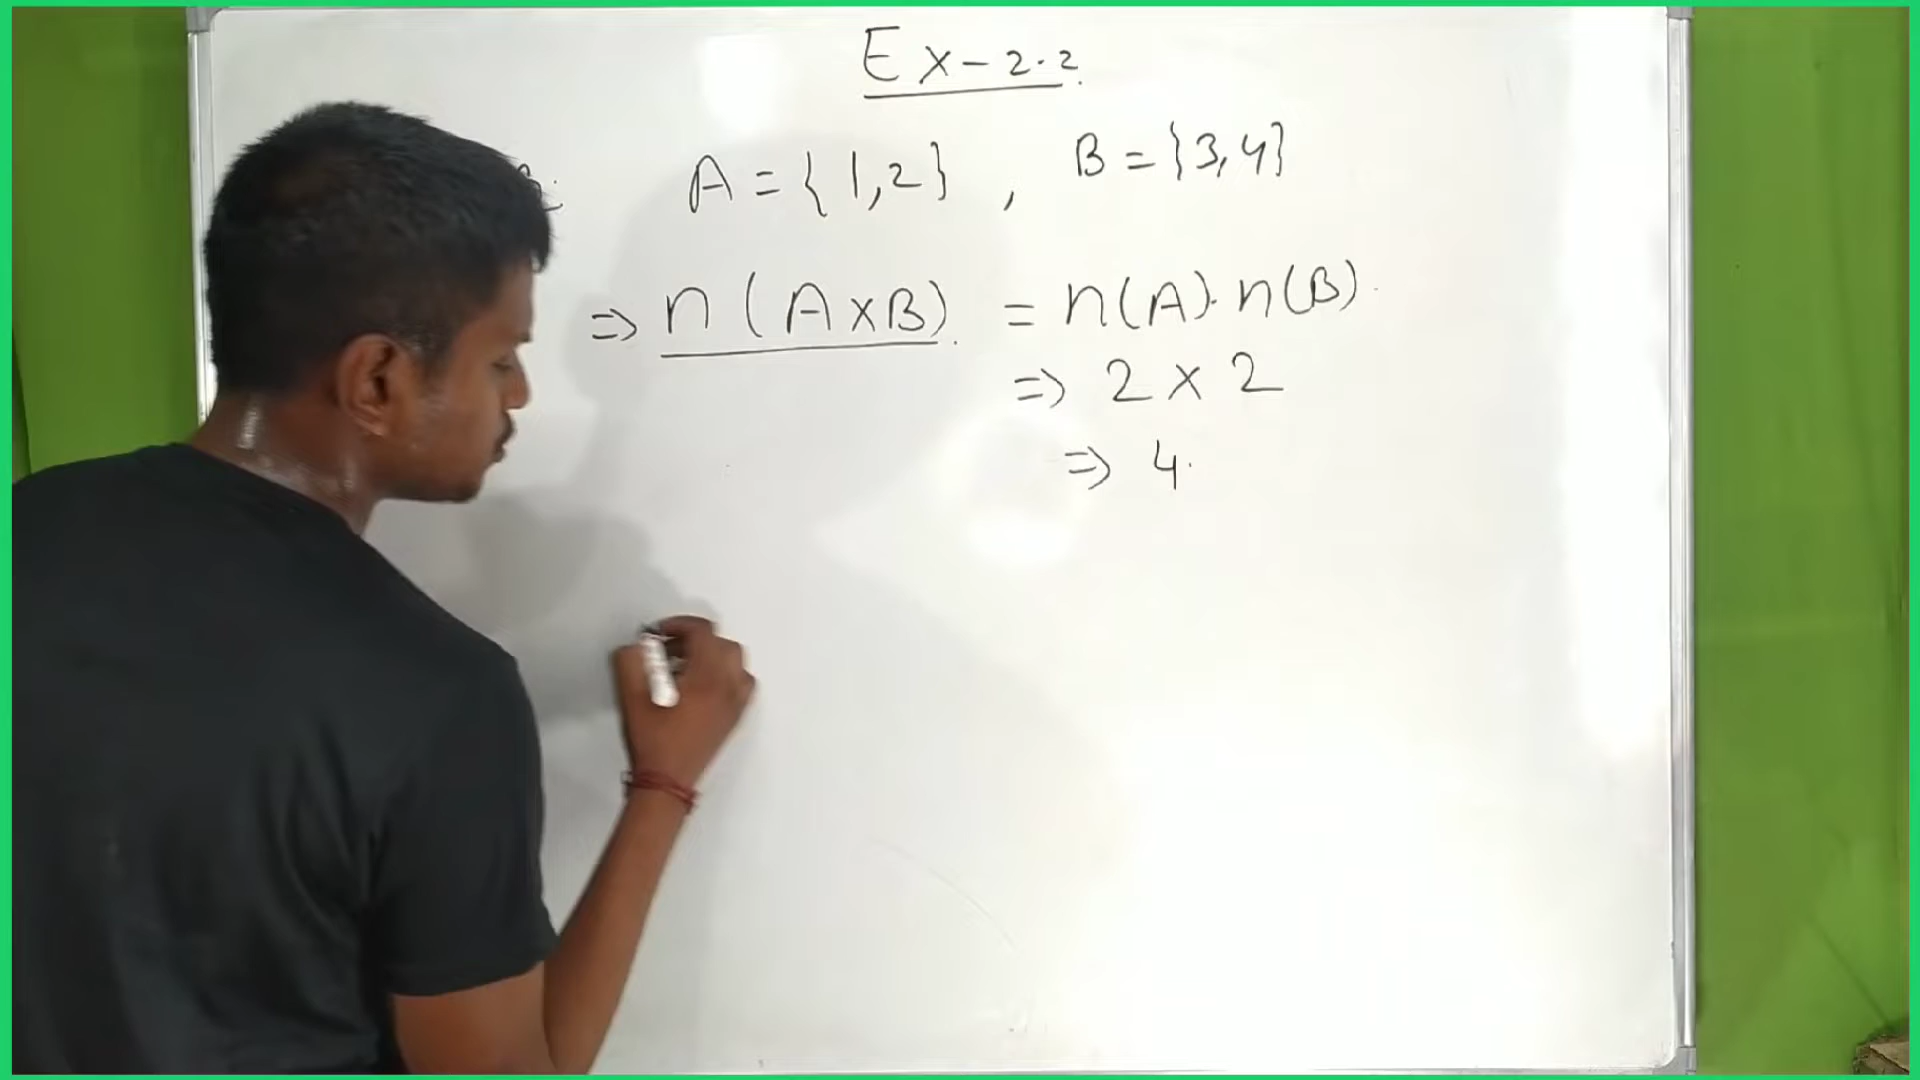 Ex-2.2.
A = {1,2} , B = {3,4}
=> n (A×B). = n(A). n(B).
=> 2 × 2
=> 4.